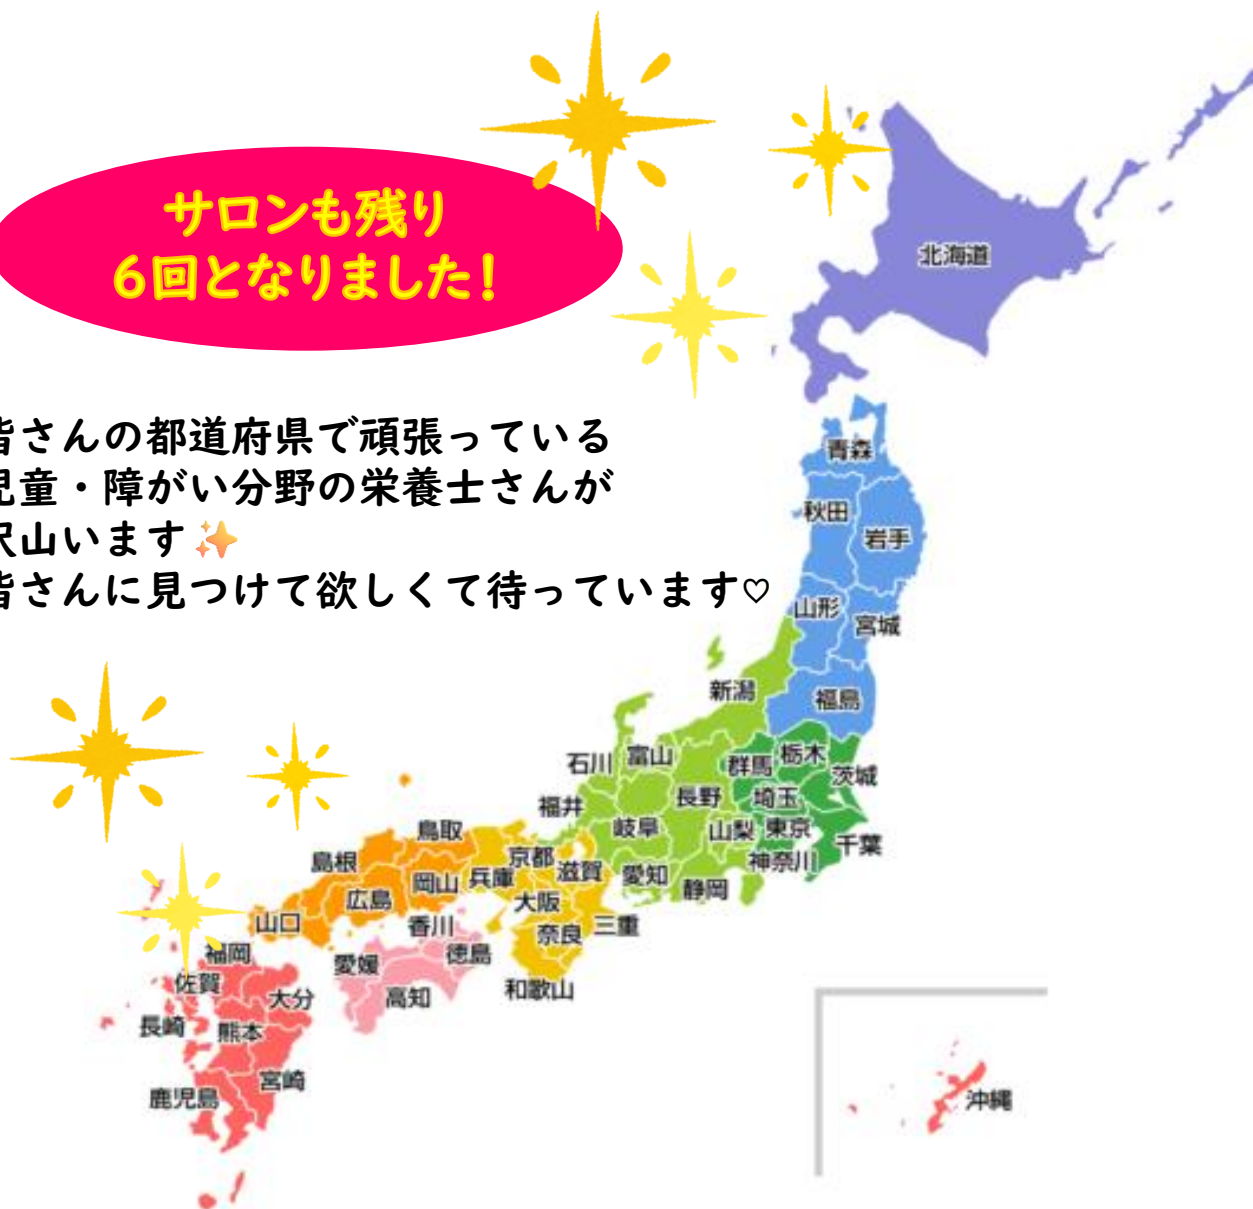 サロンも残り
6回となりました!
皆さんの都道府県で頑張っている
児童・障がい分野の栄養士さんが
沢山います✨
皆さんに見つけて欲しくて待っています♡
北海道
青森
秋田
岩手
山形
宮城
新潟
福島
石川
富山
群馬
栃木
茨城
福井
長野
埼玉
岐阜
山梨
東京
千葉
鳥取
島根
京都
滋賀
愛知
静岡
神奈川
岡山
兵庫
広島
大阪
山口
香川
奈良
三重
福岡
愛媛
徳島
佐賀
大分
高知
和歌山
長崎
熊本
宮崎
鹿児島
沖縄